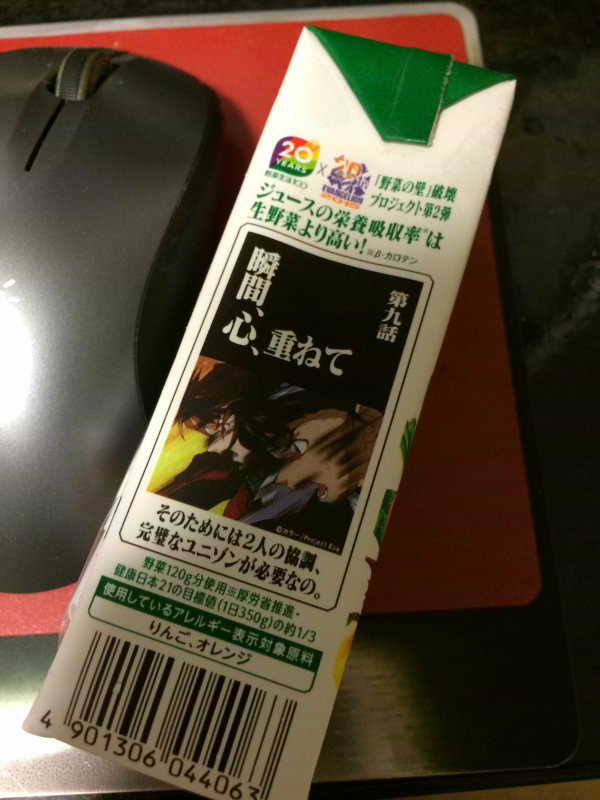 20
YEARS
野菜生活100
×
EVANGELION
2015
「野菜の壁」破壊
プロジェクト第2弾
ジュースの栄養吸収率※は
生野菜より高い!※β-カロテン
第九話
瞬間、
心、重ねて
©カラー/Project Eva
そのためには2人の協調、
完璧なユニゾンが必要なの。
野菜120g分使用※厚労省推進・
健康日本21の目標値(1日350g)の約1/3
使用しているアレルギー表示対象原料
りんご、オレンジ
4 901306 044063